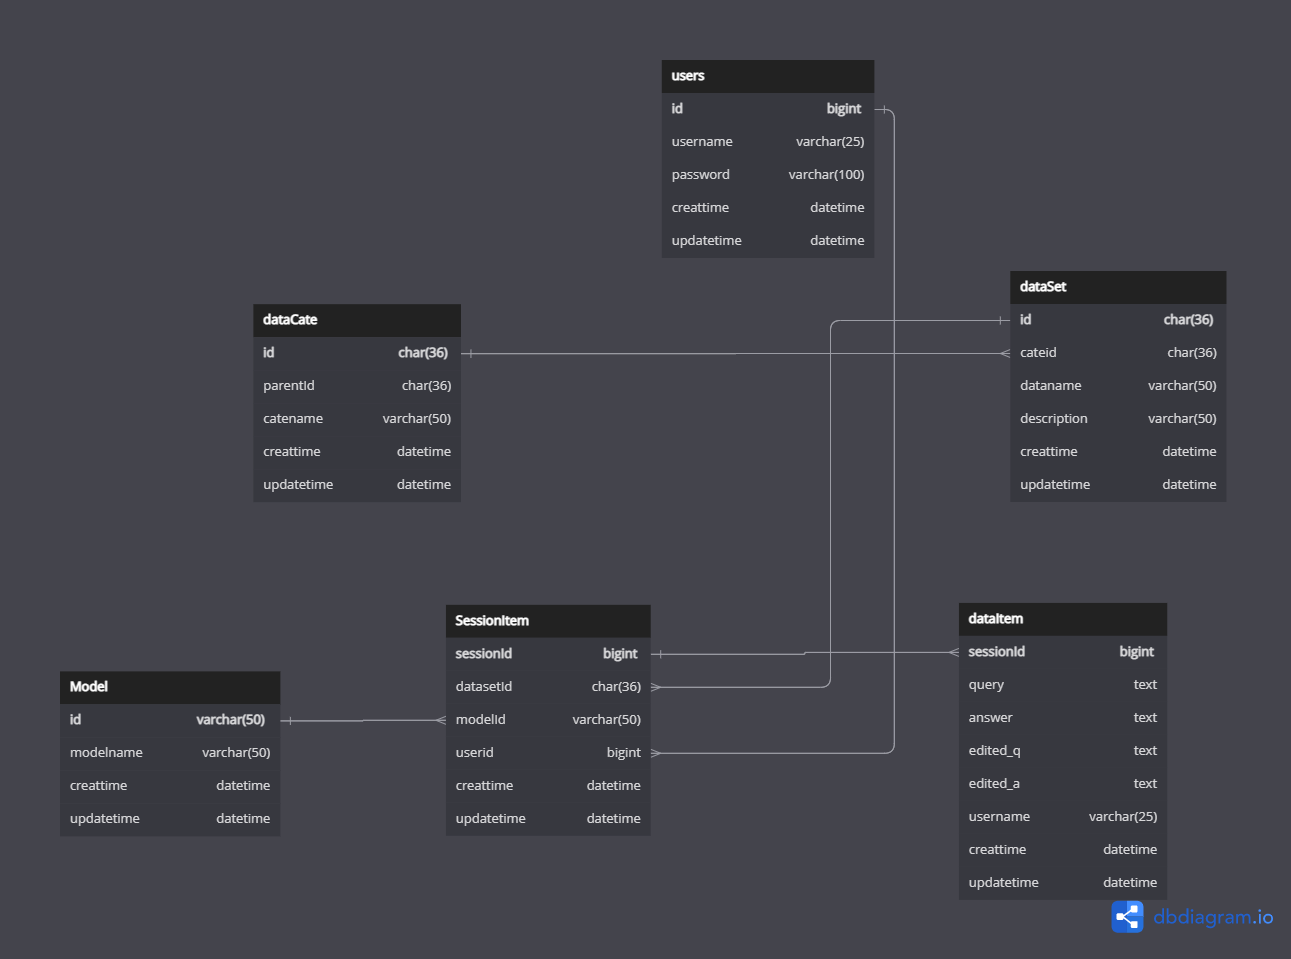 users
id bigint
username varchar(25)
password varchar(100)
creattime datetime
updatetime datetime
dataSet
id char(36)
cateid char(36)
dataname varchar(50)
description varchar(50)
creattime datetime
updatetime datetime
dataCate
id char(36)
parentId char(36)
catename varchar(50)
creattime datetime
updatetime datetime
SessionItem
sessionId bigint
datasetId char(36)
modelId varchar(50)
userid bigint
creattime datetime
updatetime datetime
dataItem
sessionId bigint
query text
answer text
edited_q text
edited_a text
username varchar(25)
creattime datetime
updatetime datetime
Model
id varchar(50)
modelname varchar(50)
creattime datetime
updatetime datetime
dbdiagram.io